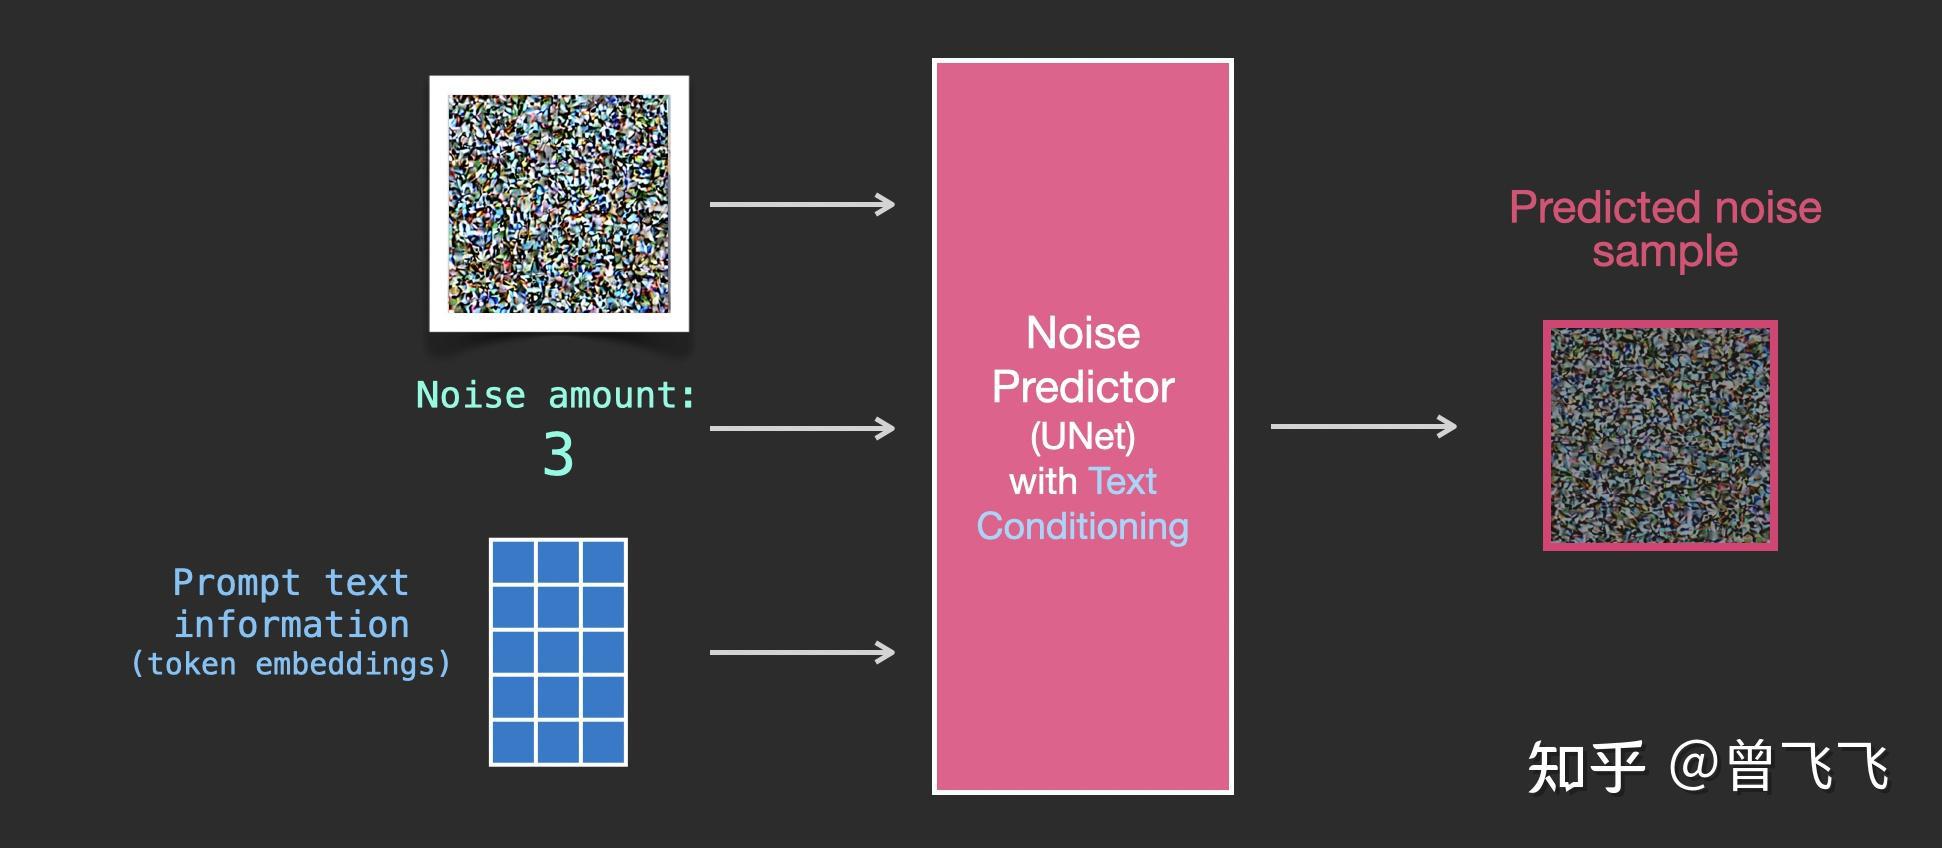 Noise amount:
3
Prompt text
information
(token embeddings)
Noise
Predictor
(UNet)
with Text
Conditioning
Predicted noise
sample
知乎 @曾飞飞